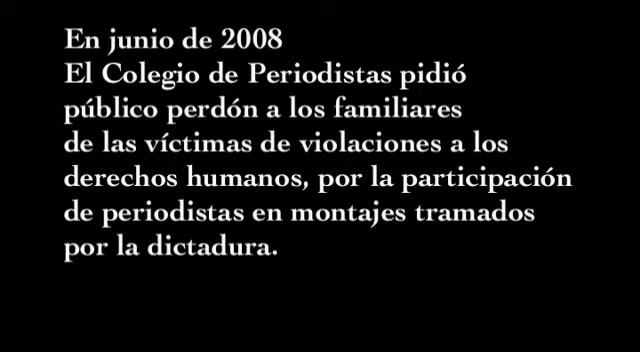 En junio de 2008
El Colegio de Periodistas pidió
público perdón a los familiares
de las víctimas de violaciones a los
derechos humanos, por la participación
de periodistas en montajes tramados
por la dictadura.